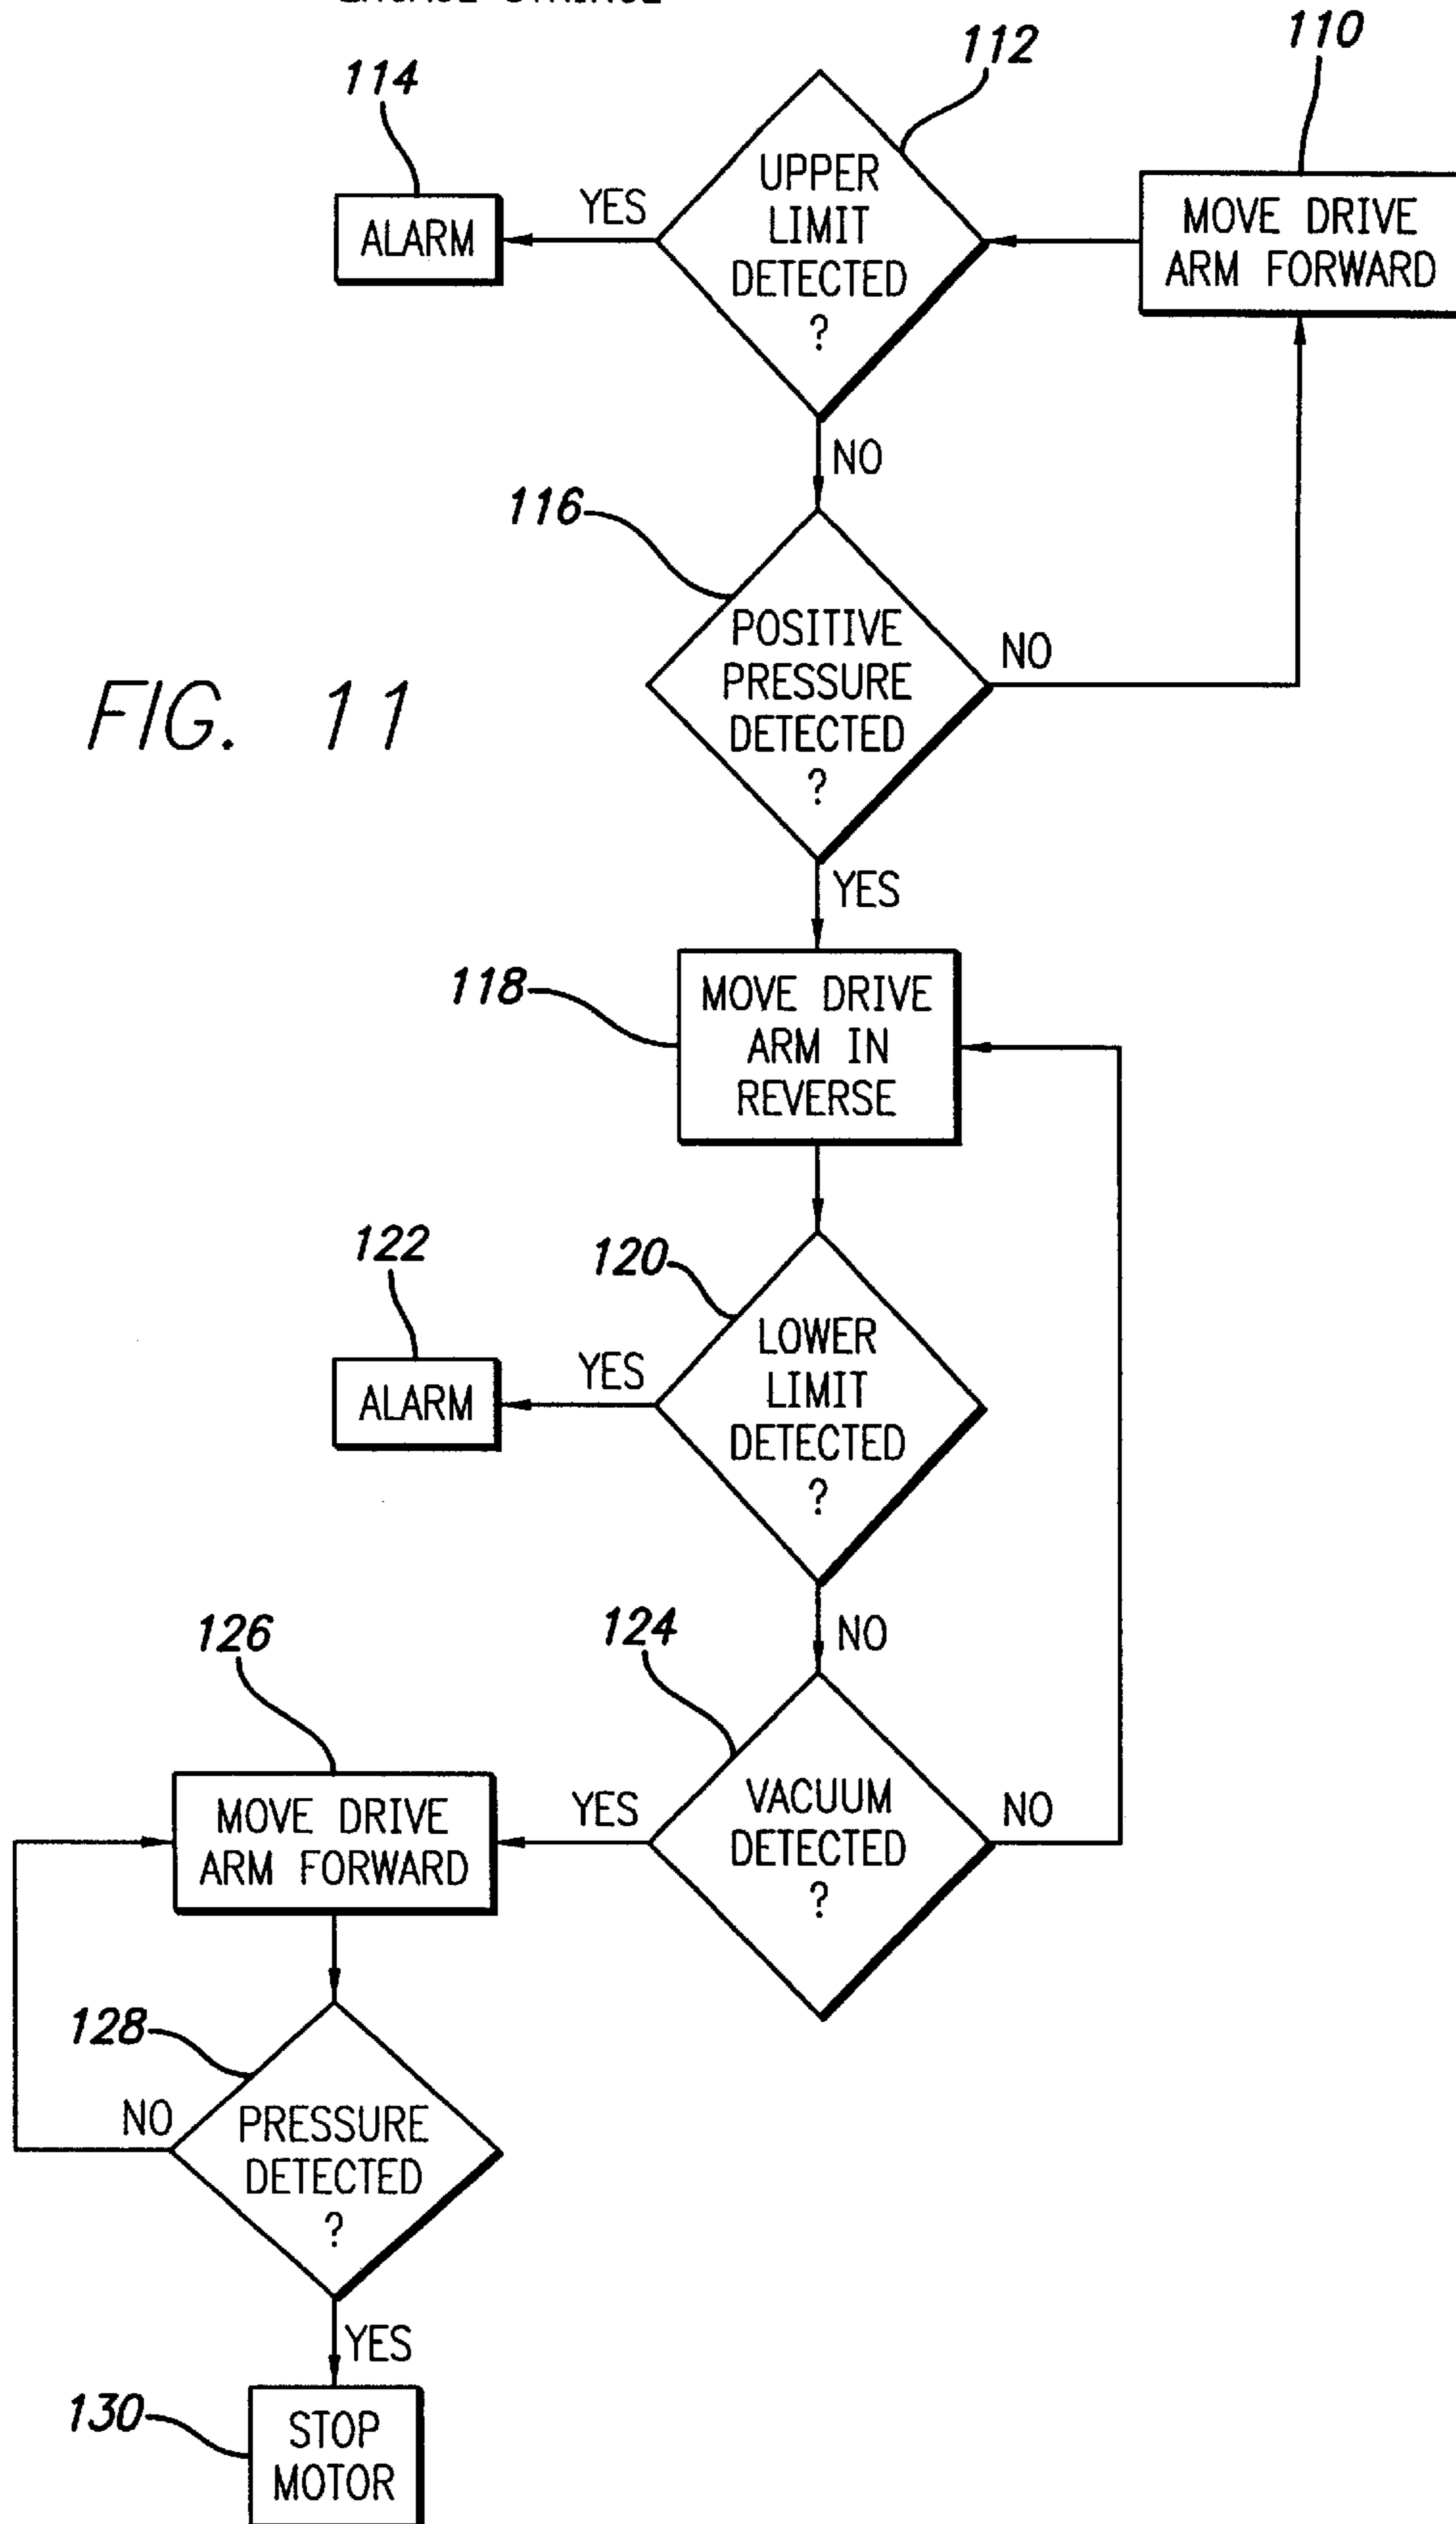 112
110
114
UPPER
LIMIT
DETECTED
?
YES
ALARM
MOVE DRIVE
ARM FORWARD
NO
116
POSITIVE
PRESSURE
DETECTED
?
NO
FIG. 11
YES
118
MOVE DRIVE
ARM IN
REVERSE
122
120
LOWER
LIMIT
DETECTED
?
YES
ALARM
NO
126
124
VACUUM
DETECTED
?
YES
NO
MOVE DRIVE
ARM FORWARD
128
NO
PRESSURE
DETECTED
?
YES
130
STOP
MOTOR